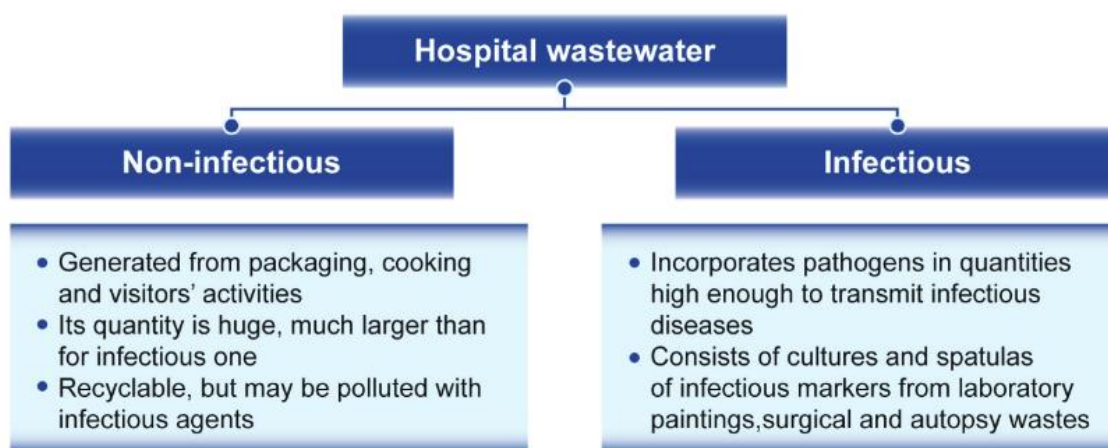 Hospital wastewater
Non-infectious
Infectious
• Generated from packaging, cooking
and visitors’ activities
• Its quantity is huge, much larger than
for infectious one
• Recyclable, but may be polluted with
infectious agents
• Incorporates pathogens in quantities
high enough to transmit infectious
diseases
• Consists of cultures and spatulas
of infectious markers from laboratory
paintings,surgical and autopsy wastes